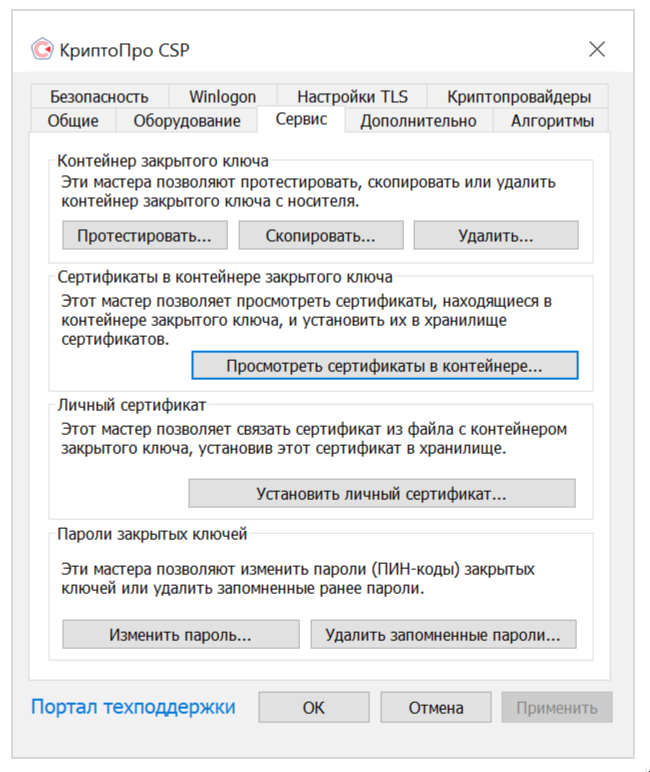 КриптоПро CSP
Безопасность Winlogon Настройки TLS Криптопровайдеры
Общие Оборудование Сервис Дополнительно Алгоритмы
Контейнер закрытого ключа
Эти мастера позволяют протестировать, скопировать или удалить
контейнер закрытого ключа с носителя.
Протестировать... Скопировать... Удалить...
Сертификаты в контейнере закрытого ключа
Этот мастер позволяет просмотреть сертификаты, находящиеся в
контейнере закрытого ключа, и установить их в хранилище
сертификатов.
Просмотреть сертификаты в контейнере...
Личный сертификат
Этот мастер позволяет связать сертификат из файла с контейнером
закрытого ключа, установив этот сертификат в хранилище.
Установить личный сертификат...
Пароли закрытых ключей
Эти мастера позволяют изменить пароли (ПИН-коды) закрытых
ключей или удалить запомненные ранее пароли.
Изменить пароль... Удалить запомненные пароли...
Портал техподдержки ОК Отмена Применить